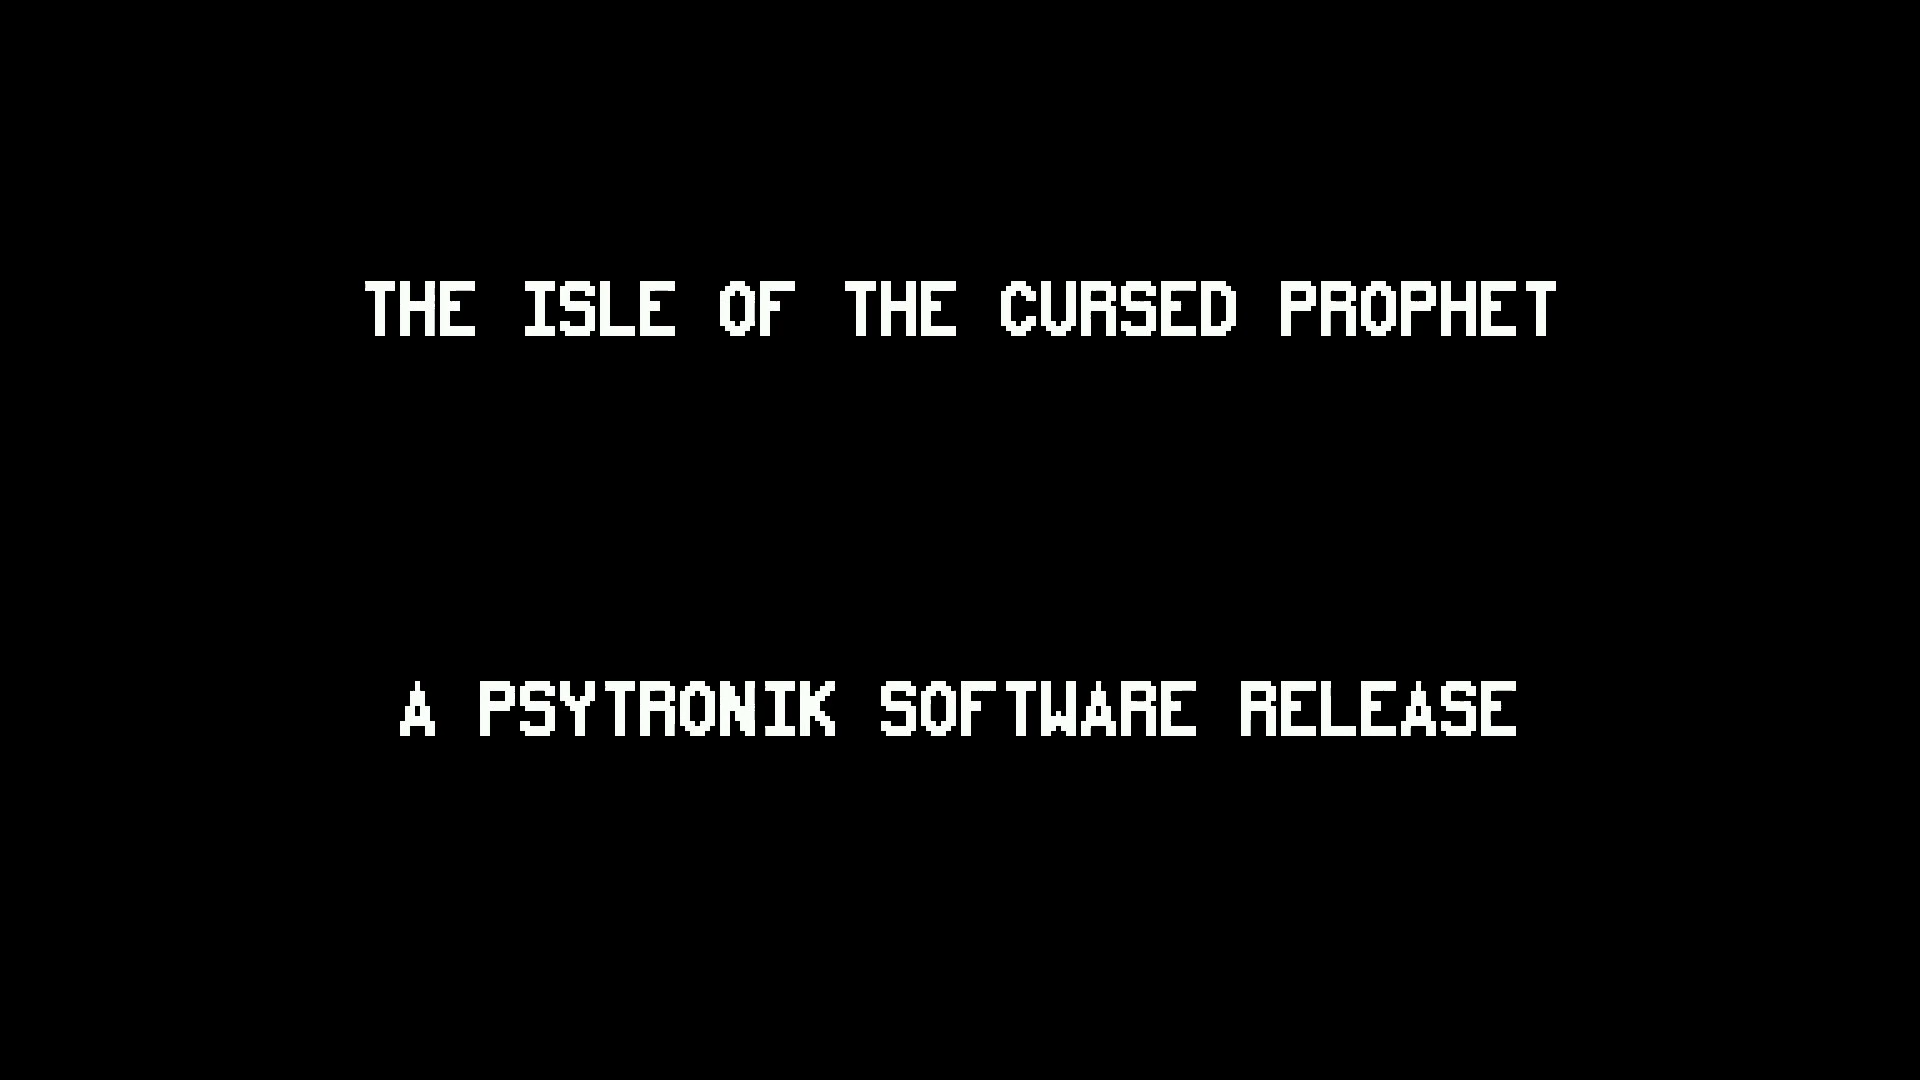 THE ISLE OF THE CURSED PROPHET
A PSYTRONIK SOFTWARE RELEASE